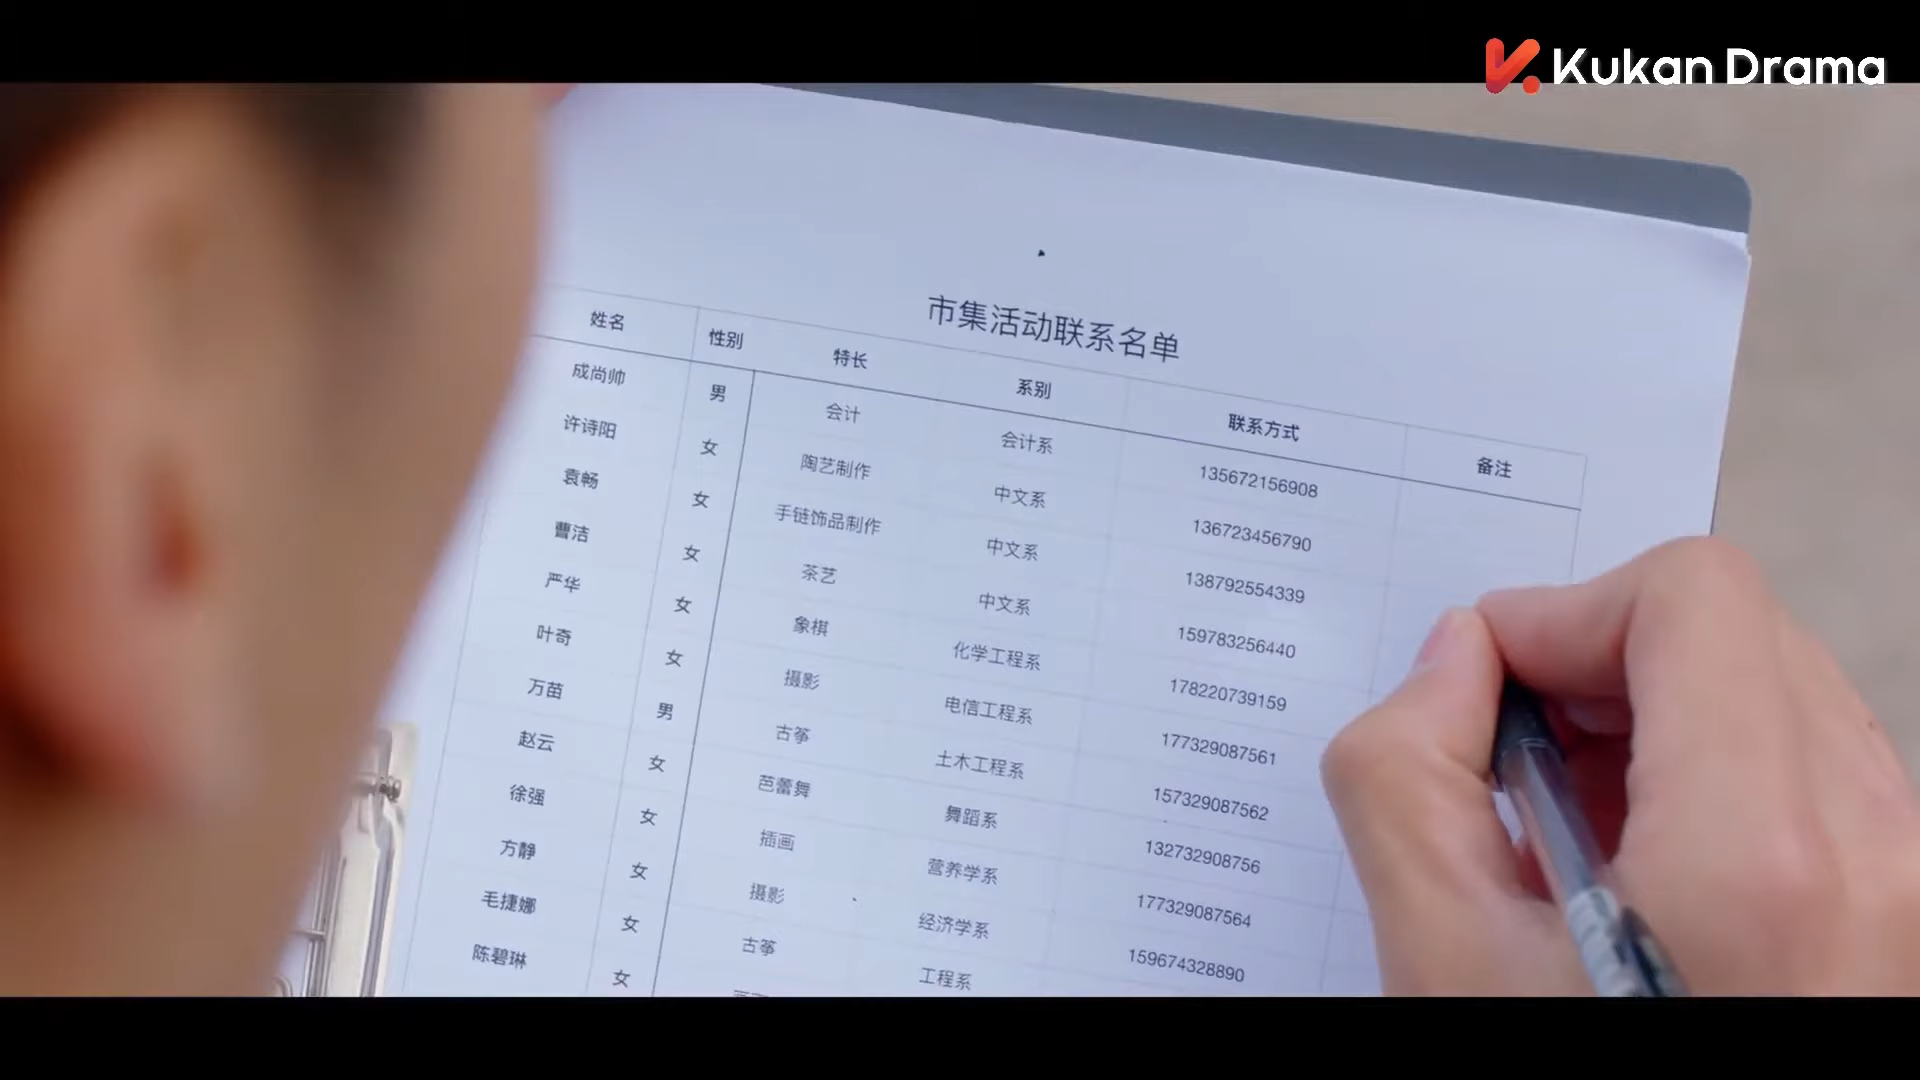 Kukan Drama
市集活动联系名单
姓名 性别 特长 系别 联系方式 备注
成尚帅 男 会计 会计系 135672156908
许诗阳 女 陶艺制作 中文系 136723456790
袁畅 女 手链饰品制作 中文系 138792554339
曹洁 女 茶艺 中文系 159783256440
严华 女 象棋 化学工程系 178220739159
叶奇 女 摄影 电信工程系 177329087561
万苗 男 古筝 土木工程系 157329087562
赵云 女 芭蕾舞 舞蹈系 132732908756
徐强 女 插画 营养学系 177329087564
方静 女 摄影 经济学系 159674328890
毛捷娜 女 古筝 工程系
陈碧琳 女